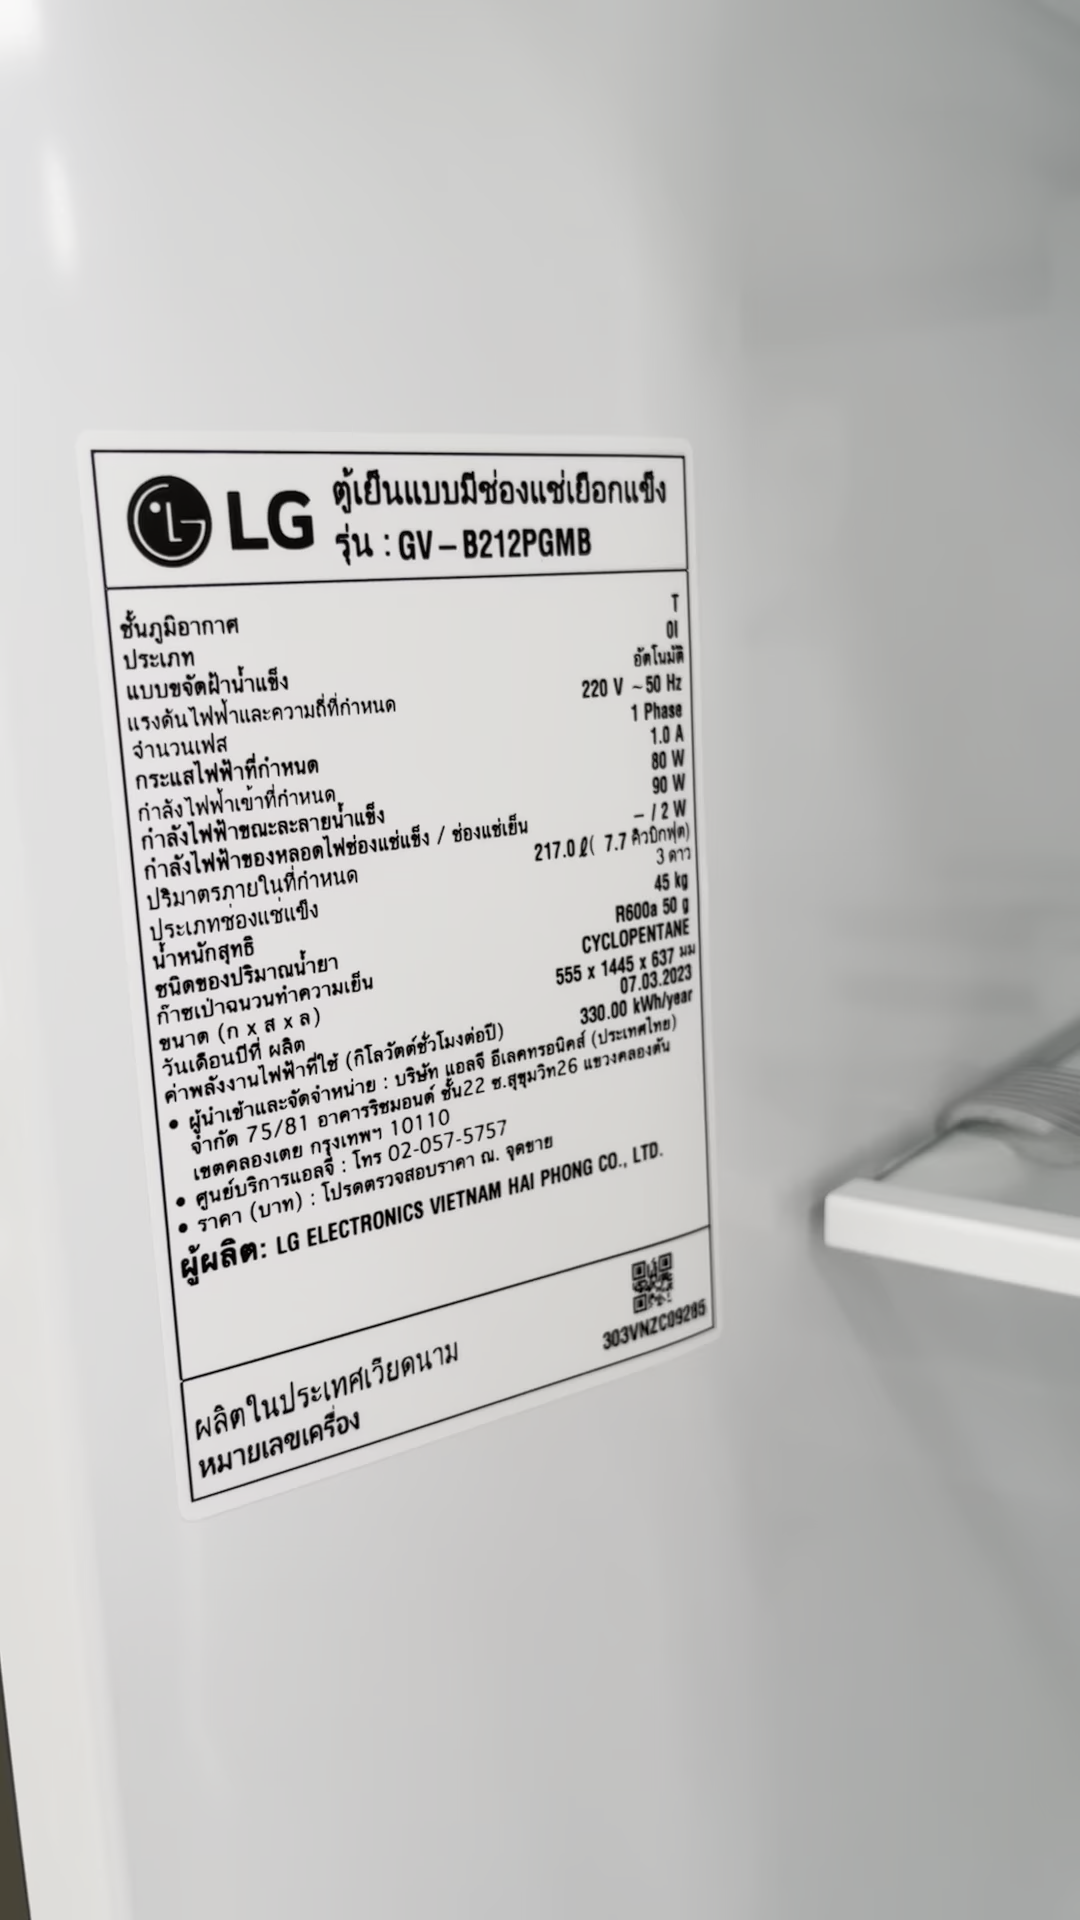 LG ตู้เย็นแบบมีช่องแช่เยือกแข็ง
รุ่น : GV – B212PGMB
ชั้นภูมิอากาศ T
ประเภท OI
แบบขจัดฝ้าน้ำแข็ง อัตโนมัติ
แรงดันไฟฟ้าและความถี่ที่กำหนด 220 V ~ 50 Hz
จำนวนเฟส 1 Phase
กระแสไฟฟ้าที่กำหนด 1.0 A
กำลังไฟฟ้าเข้าที่กำหนด 80 W
กำลังไฟฟ้าขณะละลายน้ำแข็ง 90 W
กำลังไฟฟ้าของหลอดไฟช่องแช่แข็ง / ช่องแช่เย็น – / 2 W
ปริมาตรภายในที่กำหนด 217.0 ℓ( 7.7 คิวบิกฟุต)
ประเภทช่องแช่แข็ง 3 ดาว
น้ำหนักสุทธิ 45 kg
ชนิดของปริมาณน้ำยา R600a 50 g
ก๊าซเป่าฉนวนทำความเย็น CYCLOPENTANE
ขนาด (ก x ส x ล) 555 x 1445 x 637 มม
วันเดือนปีที่ ผลิต 07.03.2023
ค่าพลังงานไฟฟ้าที่ใช้ (กิโลวัตต์ชั่วโมงต่อปี) 330.00 kWh/year
• ผู้นำเข้าและจัดจำหน่าย : บริษัท แอลจี อีเลคทรอนิคส์ (ประเทศไทย)
จำกัด 75/81 อาคารริชมอนด์ ชั้น22 ซ.สุขุมวิท26 แขวงคลองตัน
เขตคลองเตย กรุงเทพฯ 10110
• ศูนย์บริการแอลจี : โทร 02-057-5757
• ราคา (บาท) : โปรดตรวจสอบราคา ณ. จุดขาย
ผู้ผลิต: LG ELECTRONICS VIETNAM HAI PHONG CO., LTD.
ผลิตในประเทศเวียดนาม
หมายเลขเครื่อง 303VNZC09285